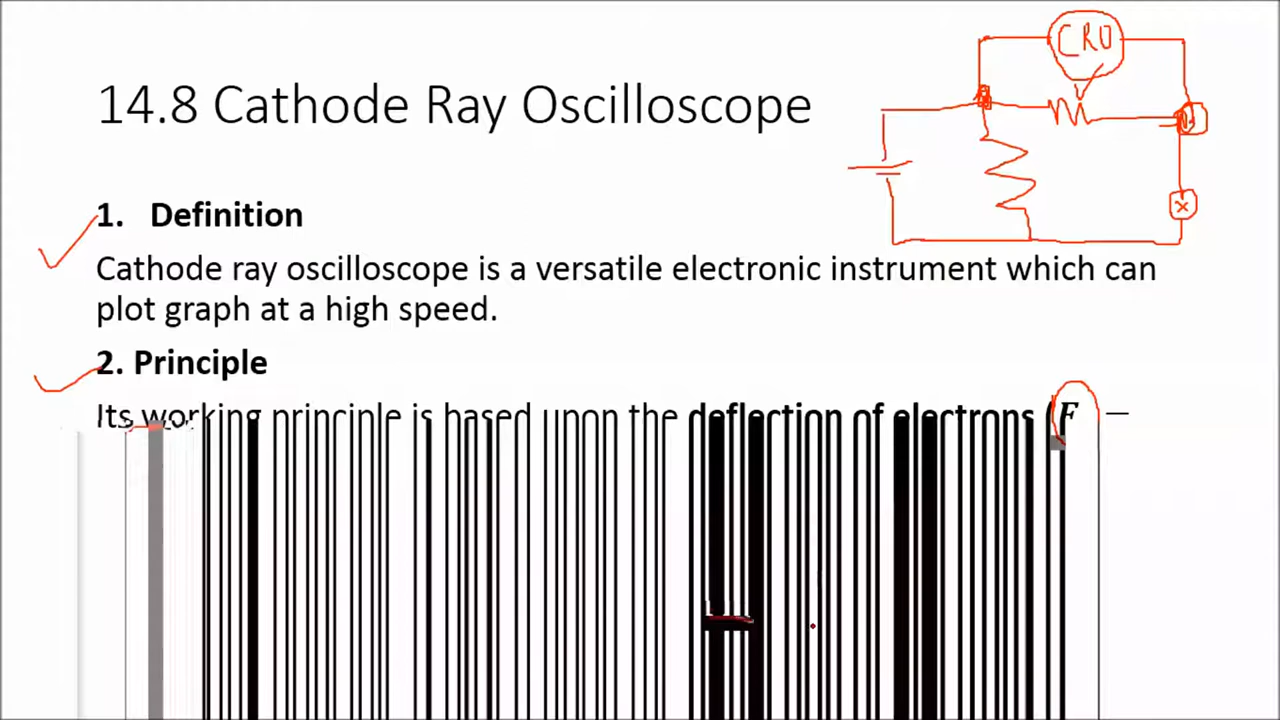 14.8 Cathode Ray Oscilloscope
CRO
1. Definition
Cathode ray oscilloscope is a versatile electronic instrument which can
plot graph at a high speed.
2. Principle
Its working principle is based upon the deflection of electrons (F